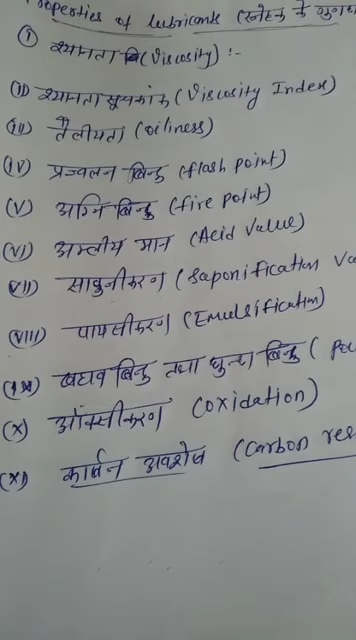 Properties of lubricants (स्नेहक के गुणध
(I) श्यानता (Viscosity) :-
(II) श्यानता सूचकांक (Viscosity Index)
(III) तैलीयता (oiliness)
(IV) प्रज्वलन बिन्दु (flash point)
(V) अग्नि बिन्दु (fire point)
(VI) अम्लीय मान (Acid Value)
(VII) साबुनीकरण (Saponification Va
(VIII) पायसीकरण (Emulsification)
(IX) बहाव बिन्दु तथा धुन्ध बिन्दु (Po
(X) ऑक्सीकरण (oxidation)
(XI) कार्बन अवशेष (Carbon res